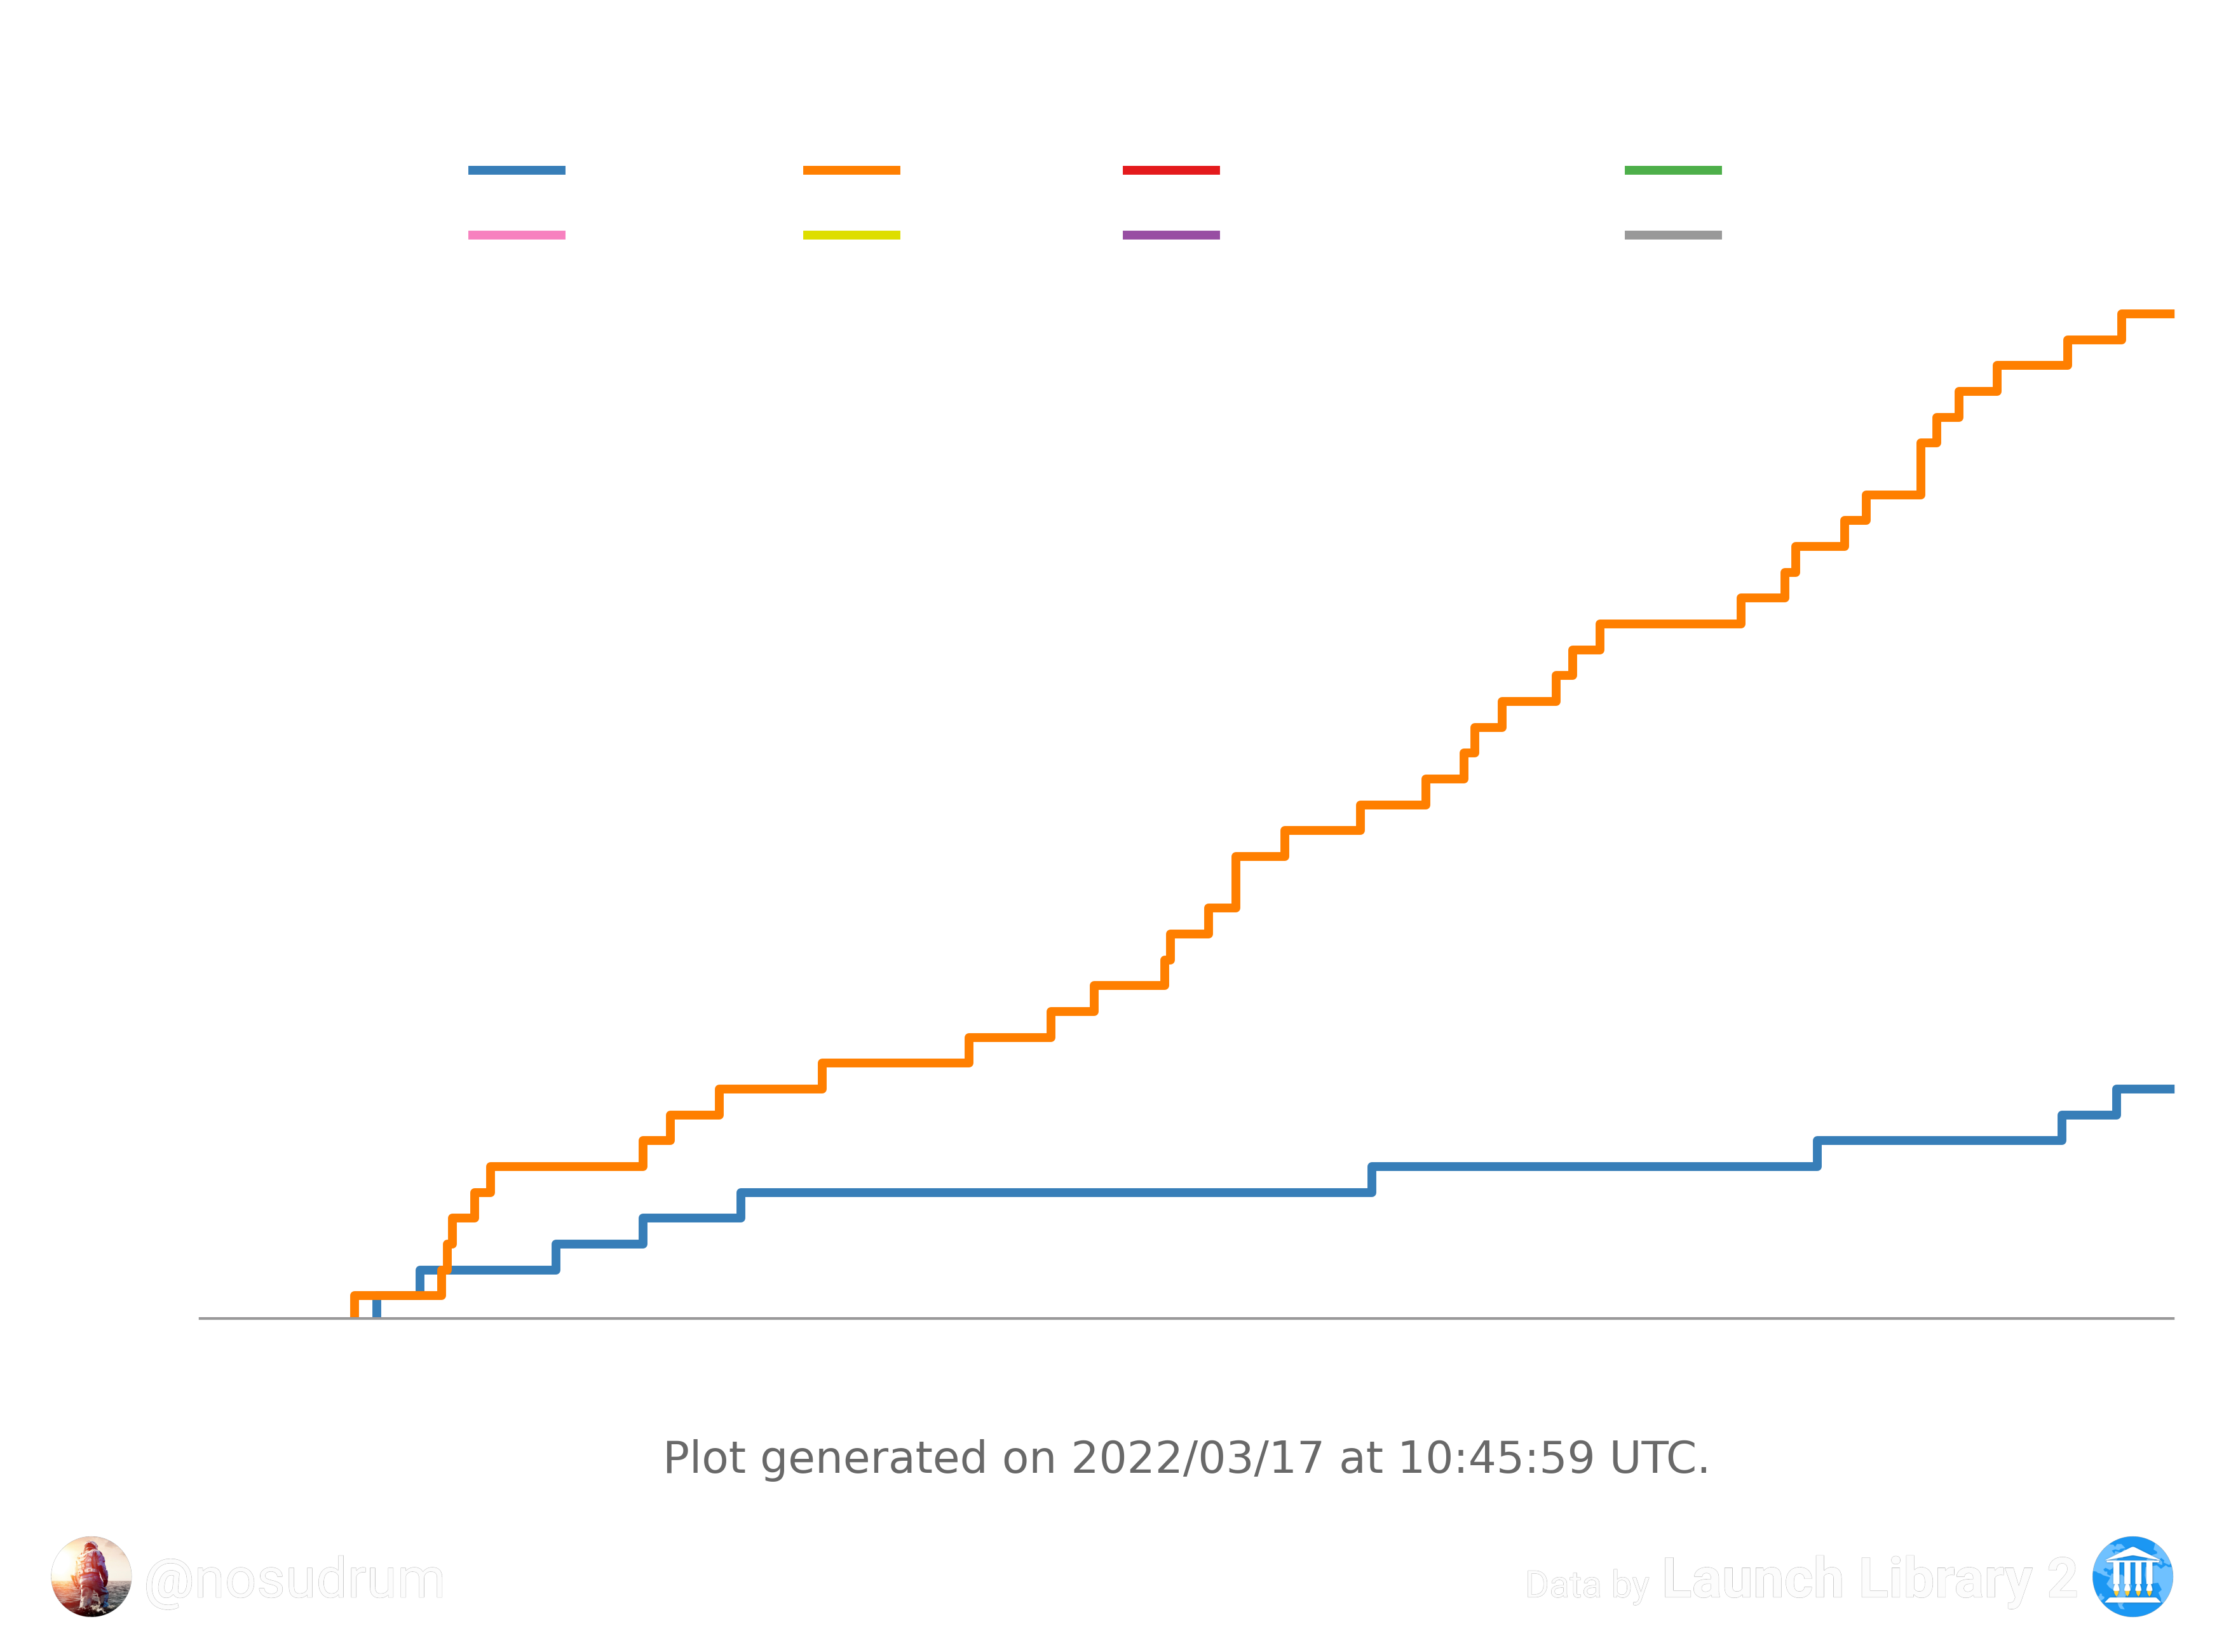 Plot generated on 2022/03/17 at 10:45:59 UTC.
@nosudrum
Data by Launch Library 2